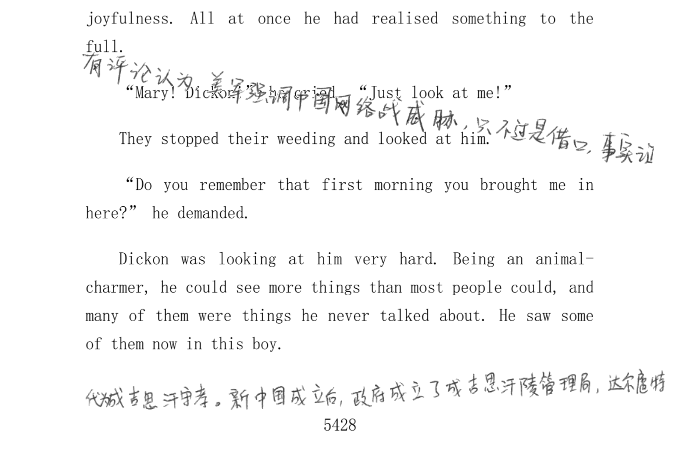 joyfulness. All at once he had realised something to the
full.
有评论认为，美军强调中国网络战威胁，只不过是借口，事实证
“Mary! Dickon!” he cried. “Just look at me!”
They stopped their weeding and looked at him.
“Do you remember that first morning you brought me in
here?” he demanded.
Dickon was looking at him very hard. Being an animal-
charmer, he could see more things than most people could, and
many of them were things he never talked about. He saw some
of them now in this boy.
代成吉思汗守孝。新中国成立后，政府成立了成吉思汗陵管理局，达尔扈特
5428